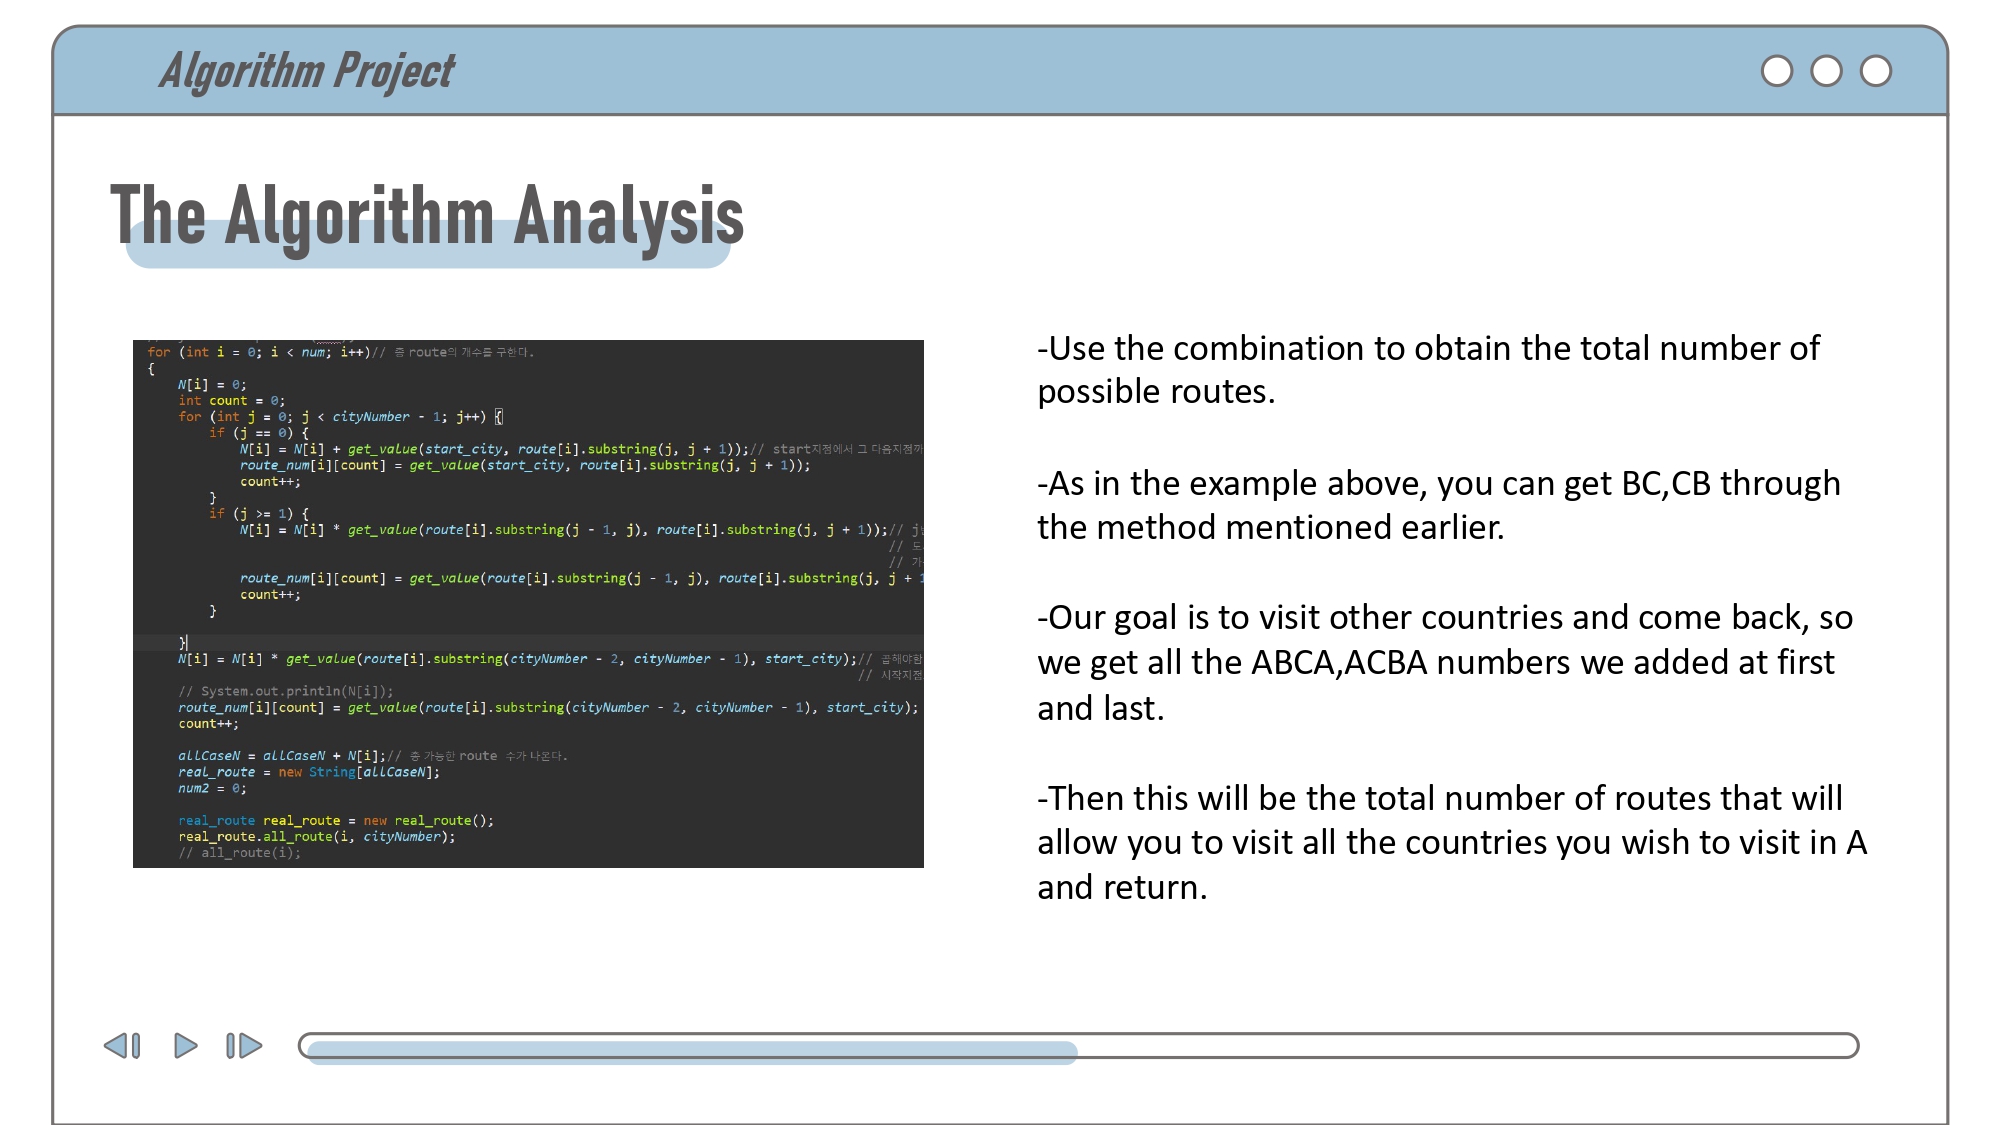 Algorithm Project
The Algorithm Analysis
for (int i = 0; i < num; i++)// 총 route의 개수를 구한다.
{
N[i] = 0;
int count = 0;
for (int j = 0; j < cityNumber - 1; j++) {
if (j == 0) {
N[i] = N[i] + get_value(start_city, route[i].substring(j, j + 1));// start지점에서 그 다음지점까
route_num[i][count] = get_value(start_city, route[i].substring(j, j + 1));
count++;
}
if (j >= 1) {
N[i] = N[i] * get_value(route[i].substring(j - 1, j), route[i].substring(j, j + 1));// j
// 도
// 가
route_num[i][count] = get_value(route[i].substring(j - 1, j), route[i].substring(j, j + 1
count++;
}
}
N[i] = N[i] * get_value(route[i].substring(cityNumber - 2, cityNumber - 1), start_city);// 곱해야함
// 시작지점
// System.out.println(N[i]);
route_num[i][count] = get_value(route[i].substring(cityNumber - 2, cityNumber - 1), start_city);
count++;
allCaseN = allCaseN + N[i];// 총 가능한 route 수가 나온다.
real_route = new String[allCaseN];
num2 = 0;
real_route real_route = new real_route();
real_route.all_route(i, cityNumber);
// all_route(i);
-Use the combination to obtain the total number of
possible routes.
-As in the example above, you can get BC,CB through
the method mentioned earlier.
-Our goal is to visit other countries and come back, so
we get all the ABCA,ACBA numbers we added at first
and last.
-Then this will be the total number of routes that will
allow you to visit all the countries you wish to visit in A
and return.